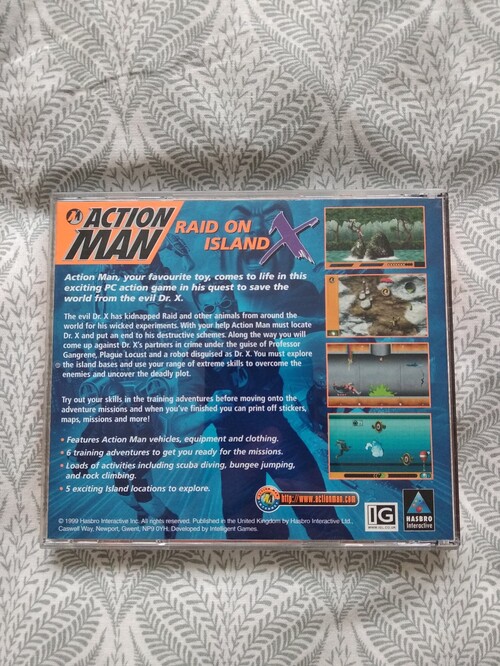 ACTION
MAN
RAID ON
ISLAND X
Action Man, your favourite toy, comes to life in this
exciting PC action game in his quest to save the
world from the evil Dr. X.
The evil Dr. X has kidnapped Raid and other animals from around the
world for his wicked experiments. With your help Action Man must locate
Dr. X and put an end to his destructive schemes. Along the way you will
come up against Dr. X's partners in crime under the guise of Professor
Gangrene, Plague Locust and a robot disguised as Dr. X. You must explore
the island bases and use your range of extreme skills to overcome the
enemies and uncover the deadly plot.
Try out your skills in the training adventures before moving onto the
adventure missions and when you've finished you can print off stickers,
maps, missions and more!
• Features Action Man vehicles, equipment and clothing.
• 6 training adventures to get you ready for the missions.
• Loads of activities including scuba diving, bungee jumping,
and rock climbing.
• 5 exciting Island locations to explore.
http://www.actionman.com
IG
HASBRO
Interactive
© 1999 Hasbro Interactive Inc. All rights reserved. Published in the United Kingdom by Hasbro Interactive Ltd.,
Caswell Way, Newport, Gwent, NP9 0YH. Developed by Intelligent Games.